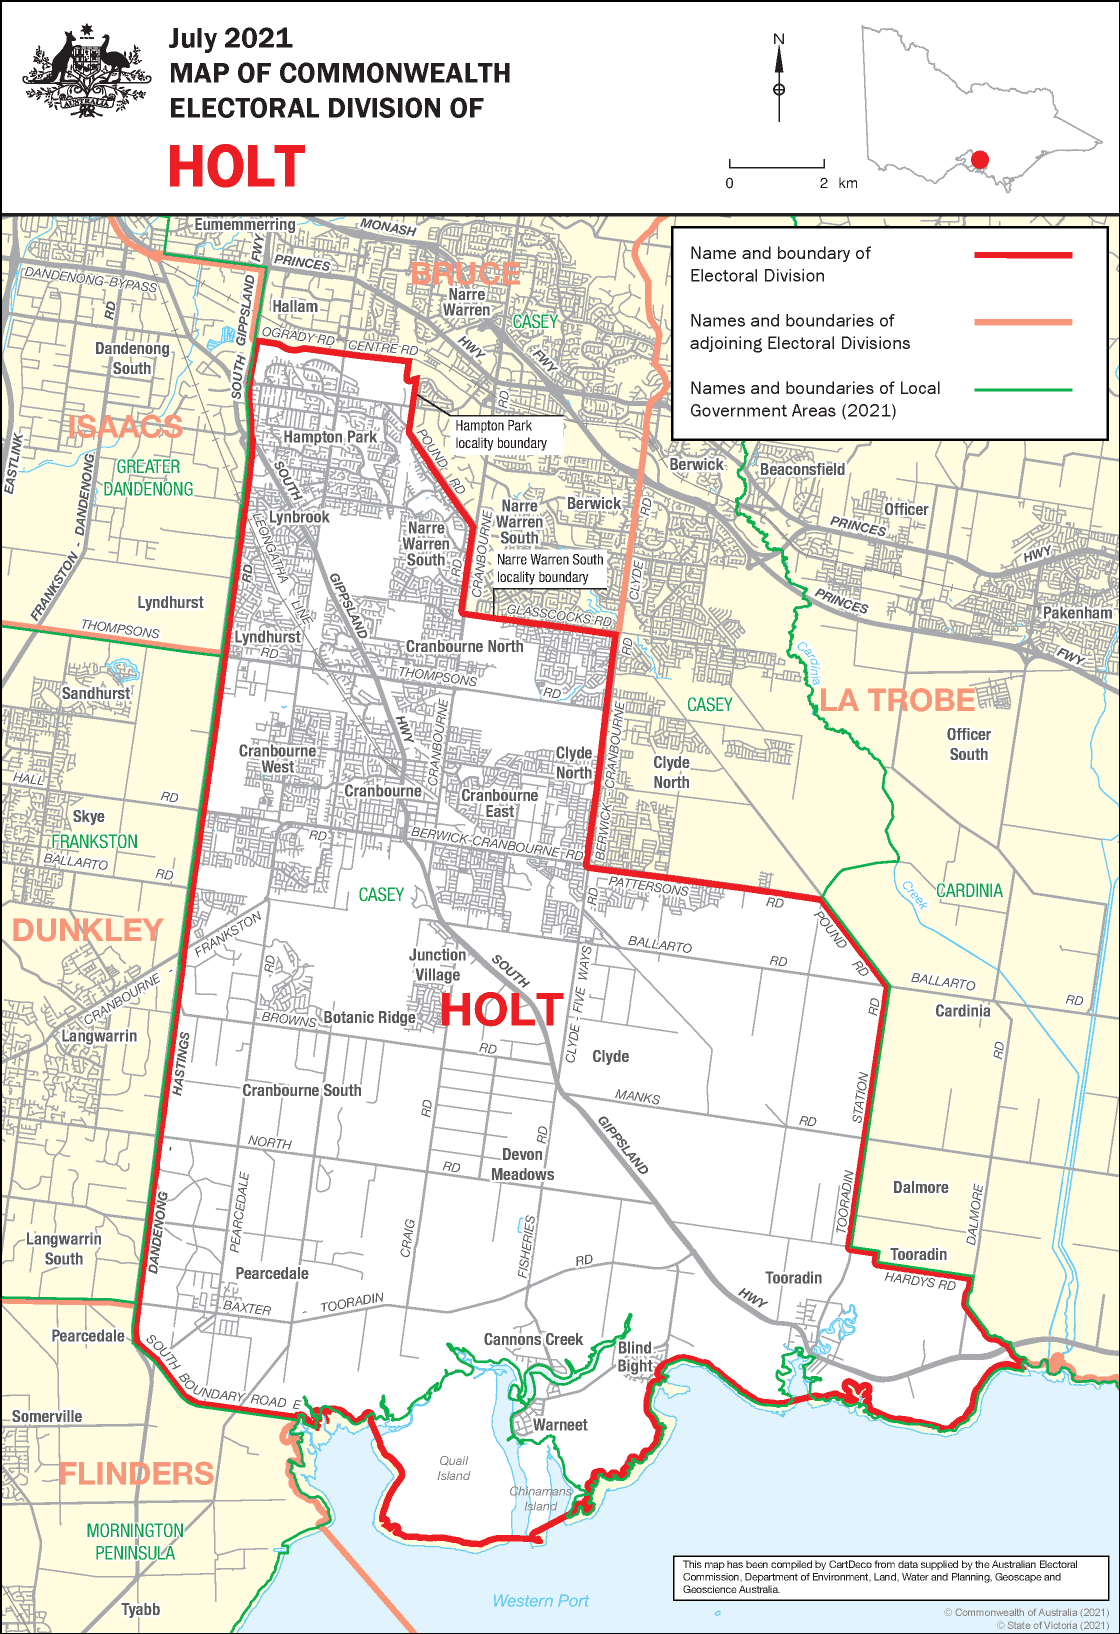 July 2021
MAP OF COMMONWEALTH
ELECTORAL DIVISION OF
HOLT
AUSTRALIA
N
0 2 km
Name and boundary of
Electoral Division
Names and boundaries of
adjoining Electoral Divisions
Names and boundaries of Local
Government Areas (2021)
Eumemmerring
MONASH
FWY
PRINCES
BRUCE
DANDENONG BYPASS
RD
SOUTH GIPPSLAND
Hallam
Narre
Warren
CASEY
OGRADY RD
CENTRE RD
HWY
FWY
Dandenong
South
RD
ISAACS
EASTLINK
GREATER
DANDENONG
FRANKSTON - DANDENONG
Hampton Park
Hampton Park
locality boundary
POUND RD
SOUTH
Berwick
Beaconsfield
Lynbrook
Narre
Warren
South
Narre
Warren
South
Berwick
RD
Officer
PRINCES
HWY
LEONGATHA
LINE
RD
CRANBOURNE
RD
Narre Warren South
locality boundary
CLYDE
GIPPSLAND
PRINCES
Lyndhurst
GLASSCOCKS RD
Pakenham
FWY
THOMPSONS
Lyndhurst
RD
Cranbourne North
THOMPSONS
RD
RD
Cardinia
Sandhurst
CASEY
LA TROBE
HWY
CRANBOURNE
BERWICK - CRANBOURNE
Officer
South
Cranbourne
West
Clyde
North
Clyde
North
HALL
RD
Cranbourne
Cranbourne
East
Skye
FRANKSTON
BALLARTO
RD
RD
BERWICK-CRANBOURNE RD
CASEY
PATTERSONS
RD
RD
Creek
CARDINIA
DUNKLEY
FRANKSTON
POUND
RD
BALLARTO
RD
Junction
Village
SOUTH
CLYDE - FIVE WAYS
RD
BALLARTO
RD
CRANBOURNE -
HOLT
RD
Cardinia
BROWNS
Botanic Ridge
RD
Langwarrin
HASTINGS
Clyde
RD
Cranbourne South
MANKS
RD
STATION
RD
GIPPSLAND
NORTH
RD
RD
Devon
Meadows
Dalmore
DANDENONG
PEARCEDALE
CRAIG
FISHERIES
TOORADIN
DALMORE
Langwarrin
South
RD
Tooradin
HARDYS RD
Pearcedale
Tooradin
HWY
BAXTER - TOORADIN
Pearcedale
SOUTH BOUNDARY ROAD E
Cannons Creek
Blind
Bight
Somerville
Warneet
FLINDERS
Quail
Island
Chinamans
Island
MORNINGTON
PENINSULA
This map has been compiled by CartDeco from data supplied by the Australian Electoral
Commission, Department of Environment, Land, Water and Planning, Geoscape and
Geoscience Australia.
Western Port
Tyabb
© Commonwealth of Australia (2021)
© State of Victoria (2021)